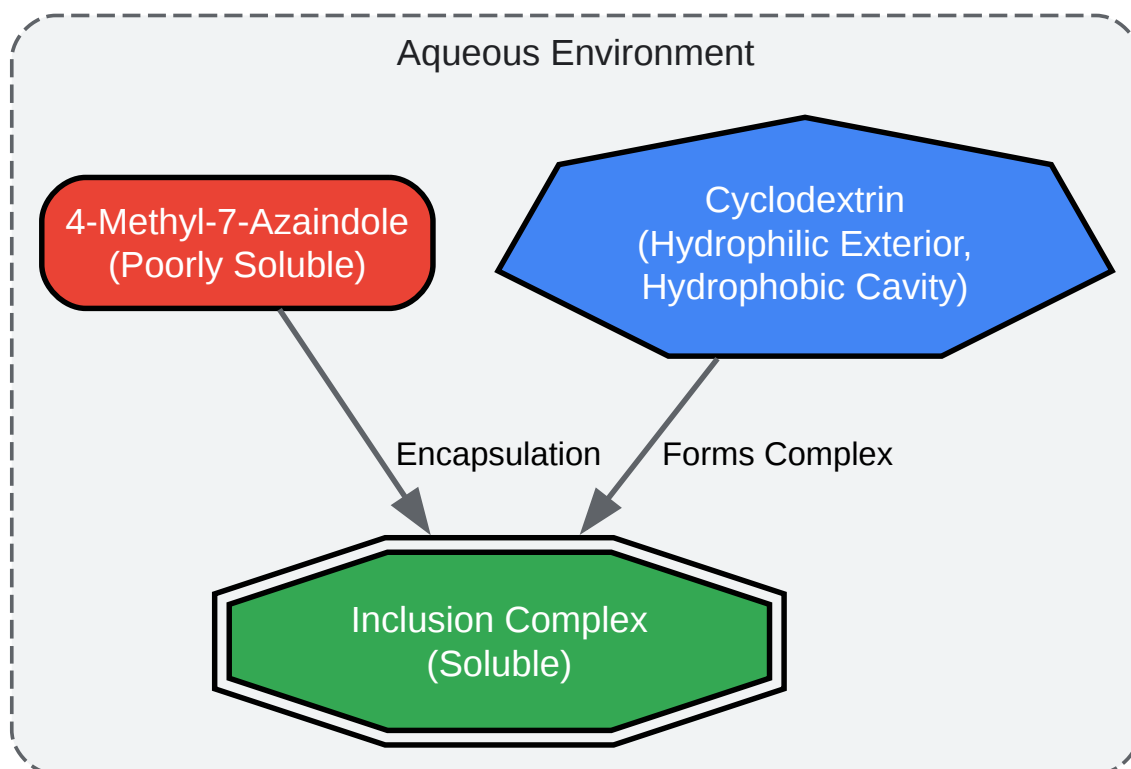 Aqueous Environment
4-Methyl-7-Azaindole
(Poorly Soluble)
Cyclodextrin
(Hydrophilic Exterior,
Hydrophobic Cavity)
Encapsulation
Forms Complex
Inclusion Complex
(Soluble)